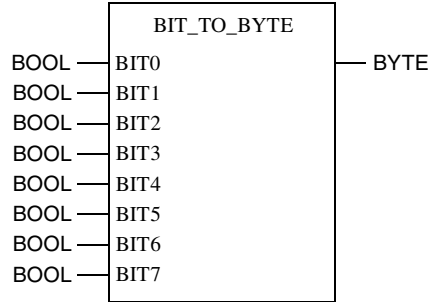 BIT_TO_BYTE
BOOL BIT0 BYTE
BOOL BIT1
BOOL BIT2
BOOL BIT3
BOOL BIT4
BOOL BIT5
BOOL BIT6
BOOL BIT7